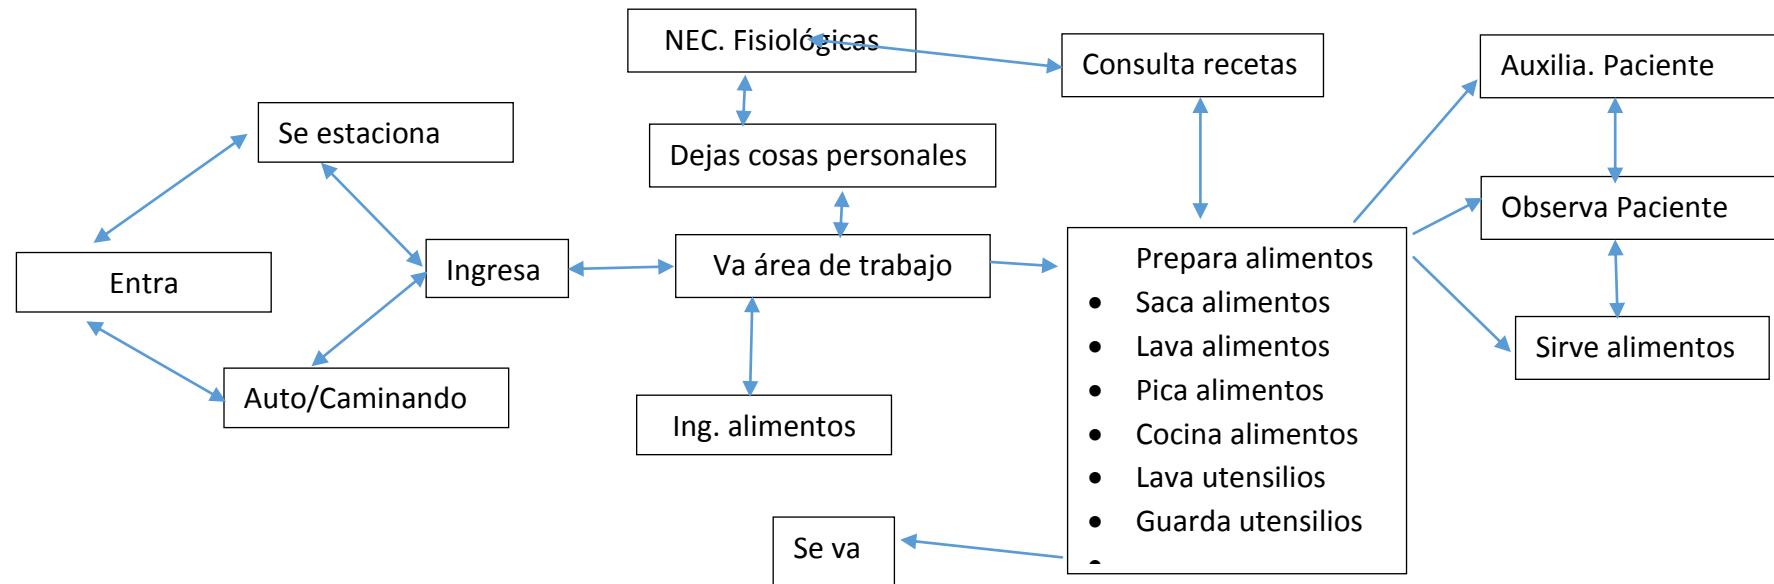 NEC. Fisiológicas
Consulta recetas
Auxilia. Paciente
Se estaciona
Dejas cosas personales
Observa Paciente
Entra
Ingresa
Va área de trabajo
Prepara alimentos
• Saca alimentos
• Lava alimentos
• Pica alimentos
• Cocina alimentos
• Lava utensilios
• Guarda utensilios
•
Sirve alimentos
Auto/Caminando
Ing. alimentos
Se va